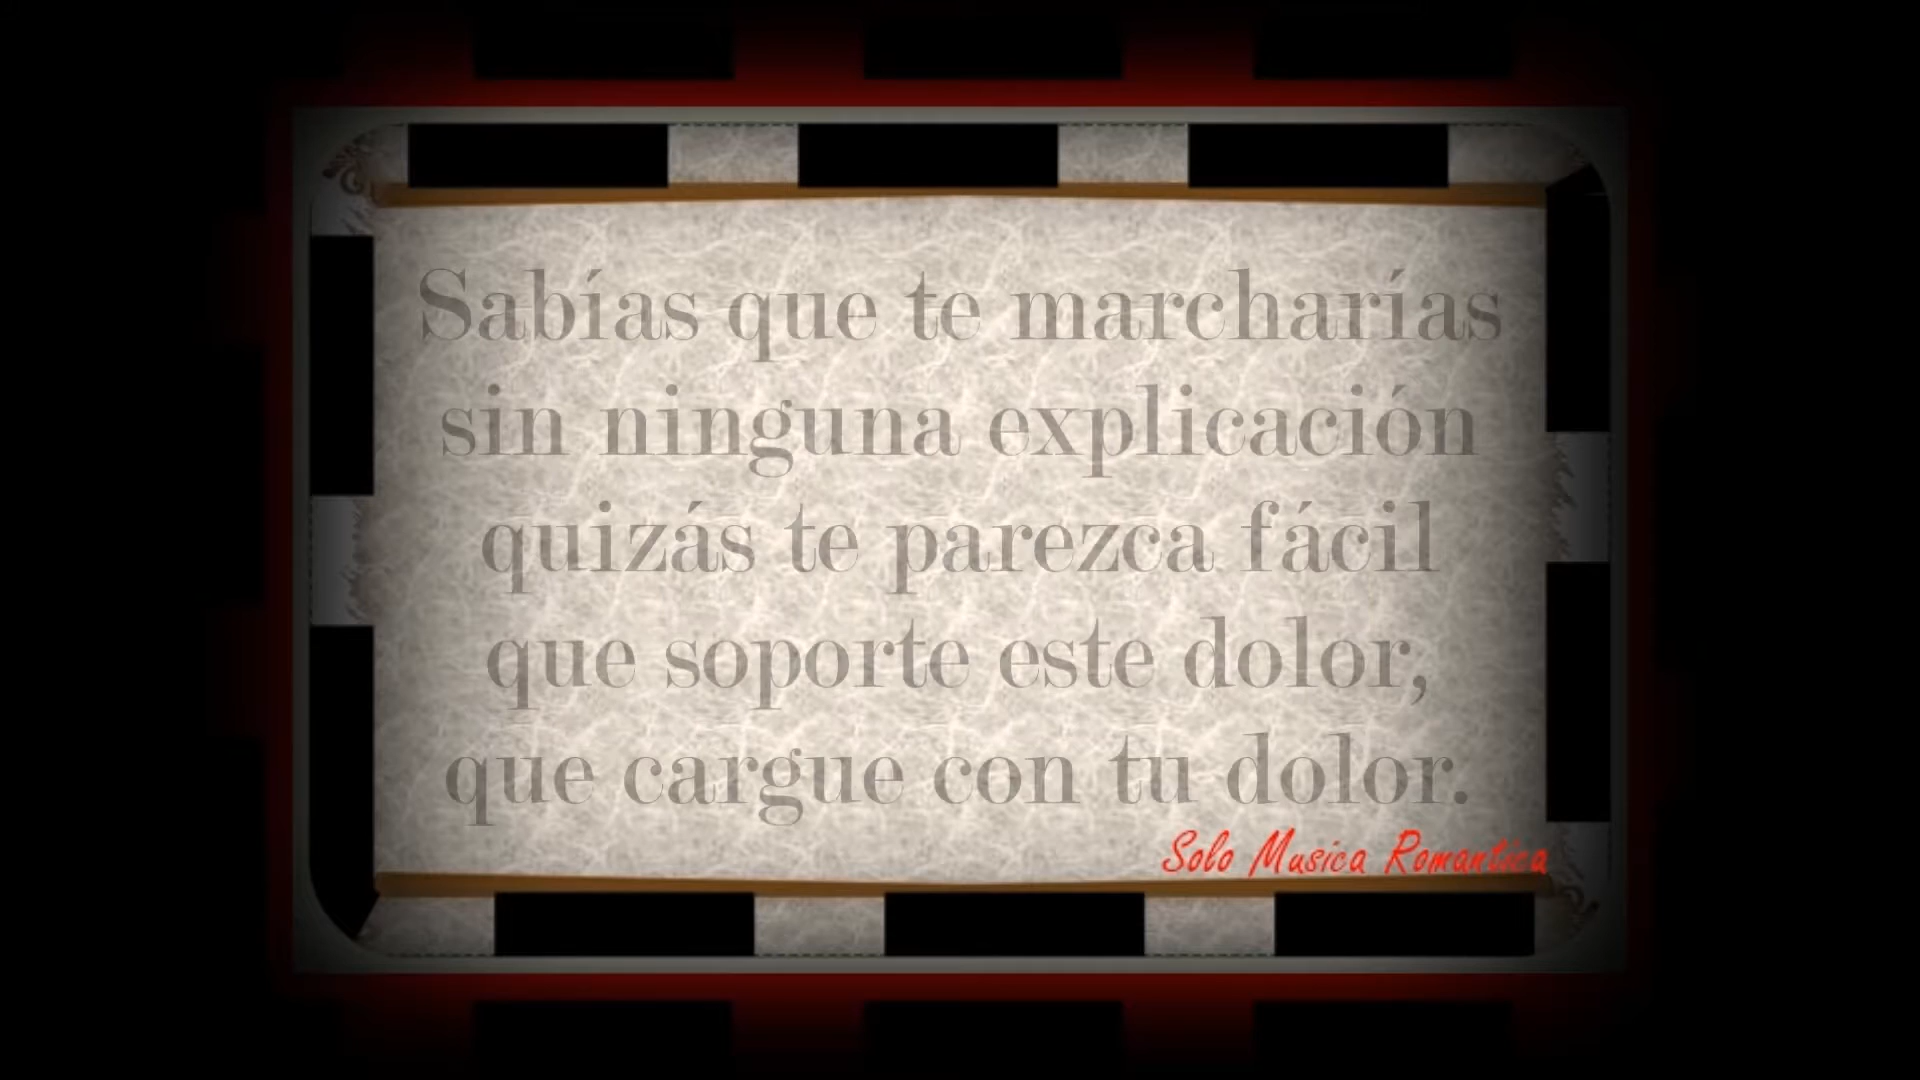 Sabías que te marcharías
sin ninguna explicación
quizás te parezca fácil
que soporte este dolor,
que cargue con tu dolor.
Solo Musica Romantica